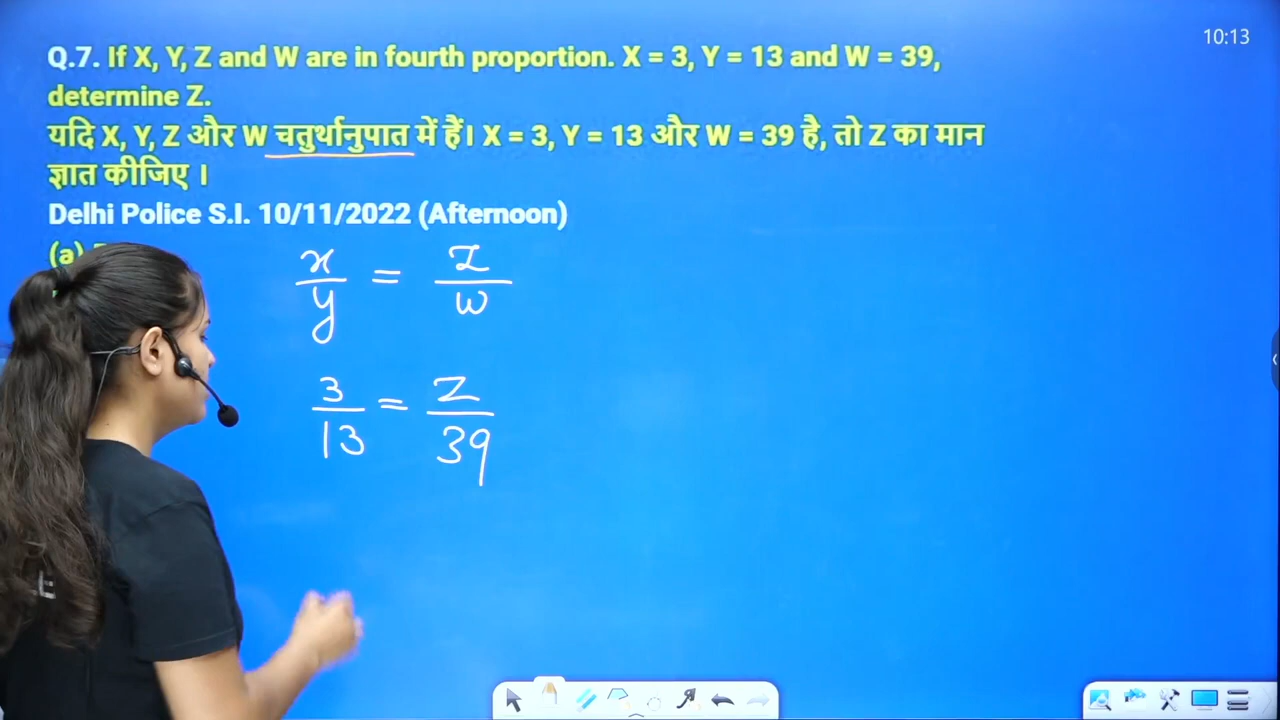 10:13
Q.7. If X, Y, Z and W are in fourth proportion. X = 3, Y = 13 and W = 39,
determine Z.
यदि X, Y, Z और W चतुर्थानुपात में हैं। X = 3, Y = 13 और W = 39 है, तो Z का मान
ज्ञात कीजिए ।
Delhi Police S.I. 10/11/2022 (Afternoon)
(a)
x/y = z/w
3/13 = z/39